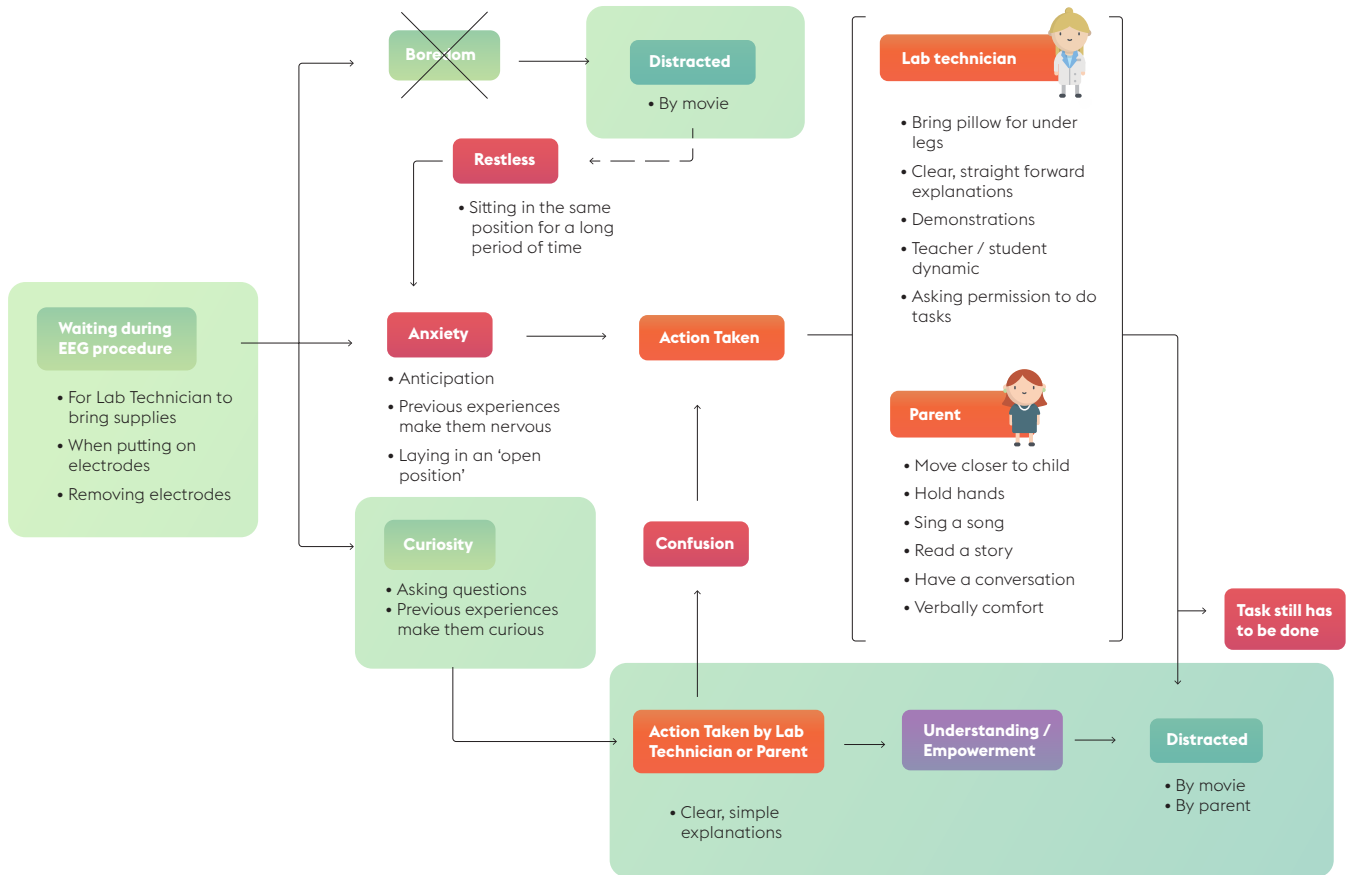 Boredom
Distracted
• By movie
Restless
• Sitting in the same
position for a long
period of time
Waiting during
EEG procedure
• For Lab Technician to
bring supplies
• When putting on
electrodes
• Removing electrodes
Anxiety
• Anticipation
• Previous experiences
make them nervous
• Laying in an ‘open
position’
Curiosity
• Asking questions
• Previous experiences
make them curious
Action Taken
Confusion
Lab technician
• Bring pillow for under
legs
• Clear, straight forward
explanations
• Demonstrations
• Teacher / student
dynamic
• Asking permission to do
tasks
Parent
• Move closer to child
• Hold hands
• Sing a song
• Read a story
• Have a conversation
• Verbally comfort
Task still has
to be done
Action Taken by Lab
Technician or Parent
• Clear, simple
explanations
Understanding /
Empowerment
Distracted
• By movie
• By parent